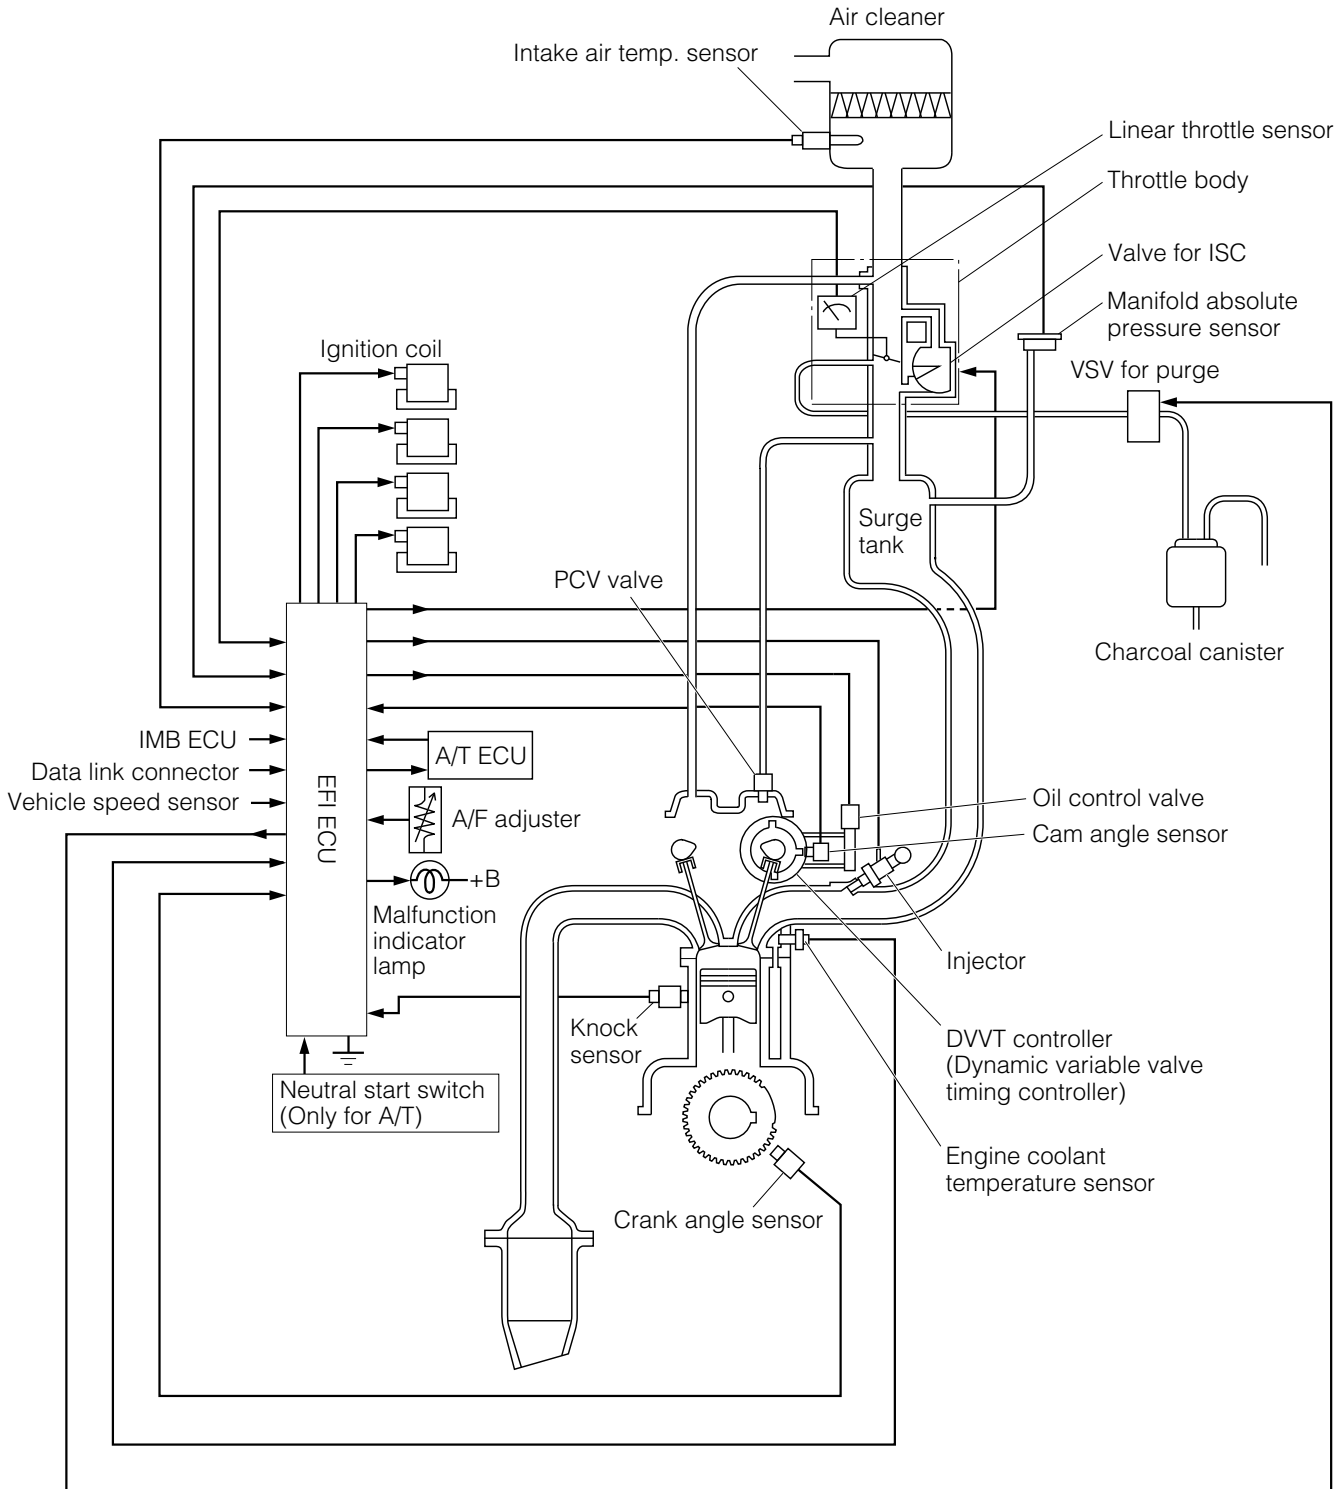 Air cleaner
Intake air temp. sensor
Linear throttle sensor
Throttle body
Valve for ISC
Manifold absolute
pressure sensor
Ignition coil
VSV for purge
Surge
tank
PCV valve
Charcoal canister
IMB ECU
A/T ECU
Data link connector
Vehicle speed sensor
EFI ECU
A/F adjuster
Oil control valve
Cam angle sensor
+B
Malfunction
indicator
lamp
Injector
Knock
sensor
DVVT controller
(Dynamic variable valve
timing controller)
Neutral start switch
(Only for A/T)
Engine coolant
temperature sensor
Crank angle sensor